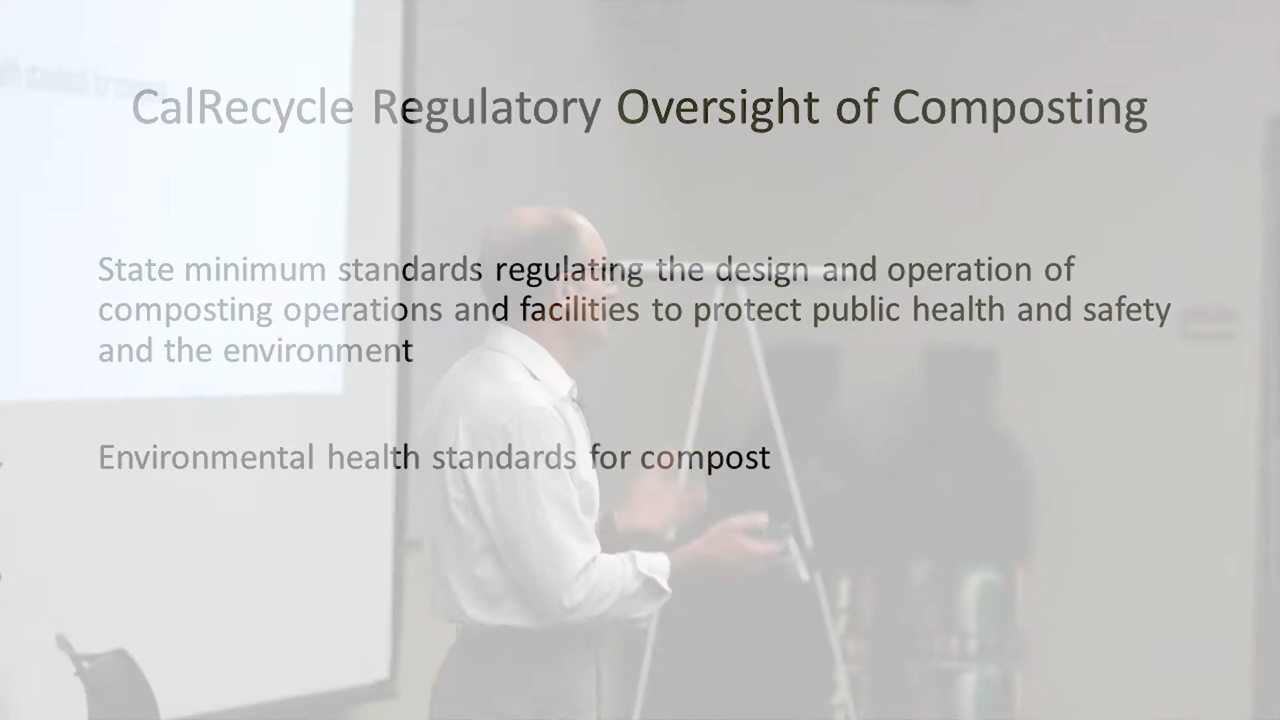 CalRecycle Regulatory Oversight of Composting
State minimum standards regulating the design and operation of
composting operations and facilities to protect public health and safety
and the environment
Environmental health standards for compost